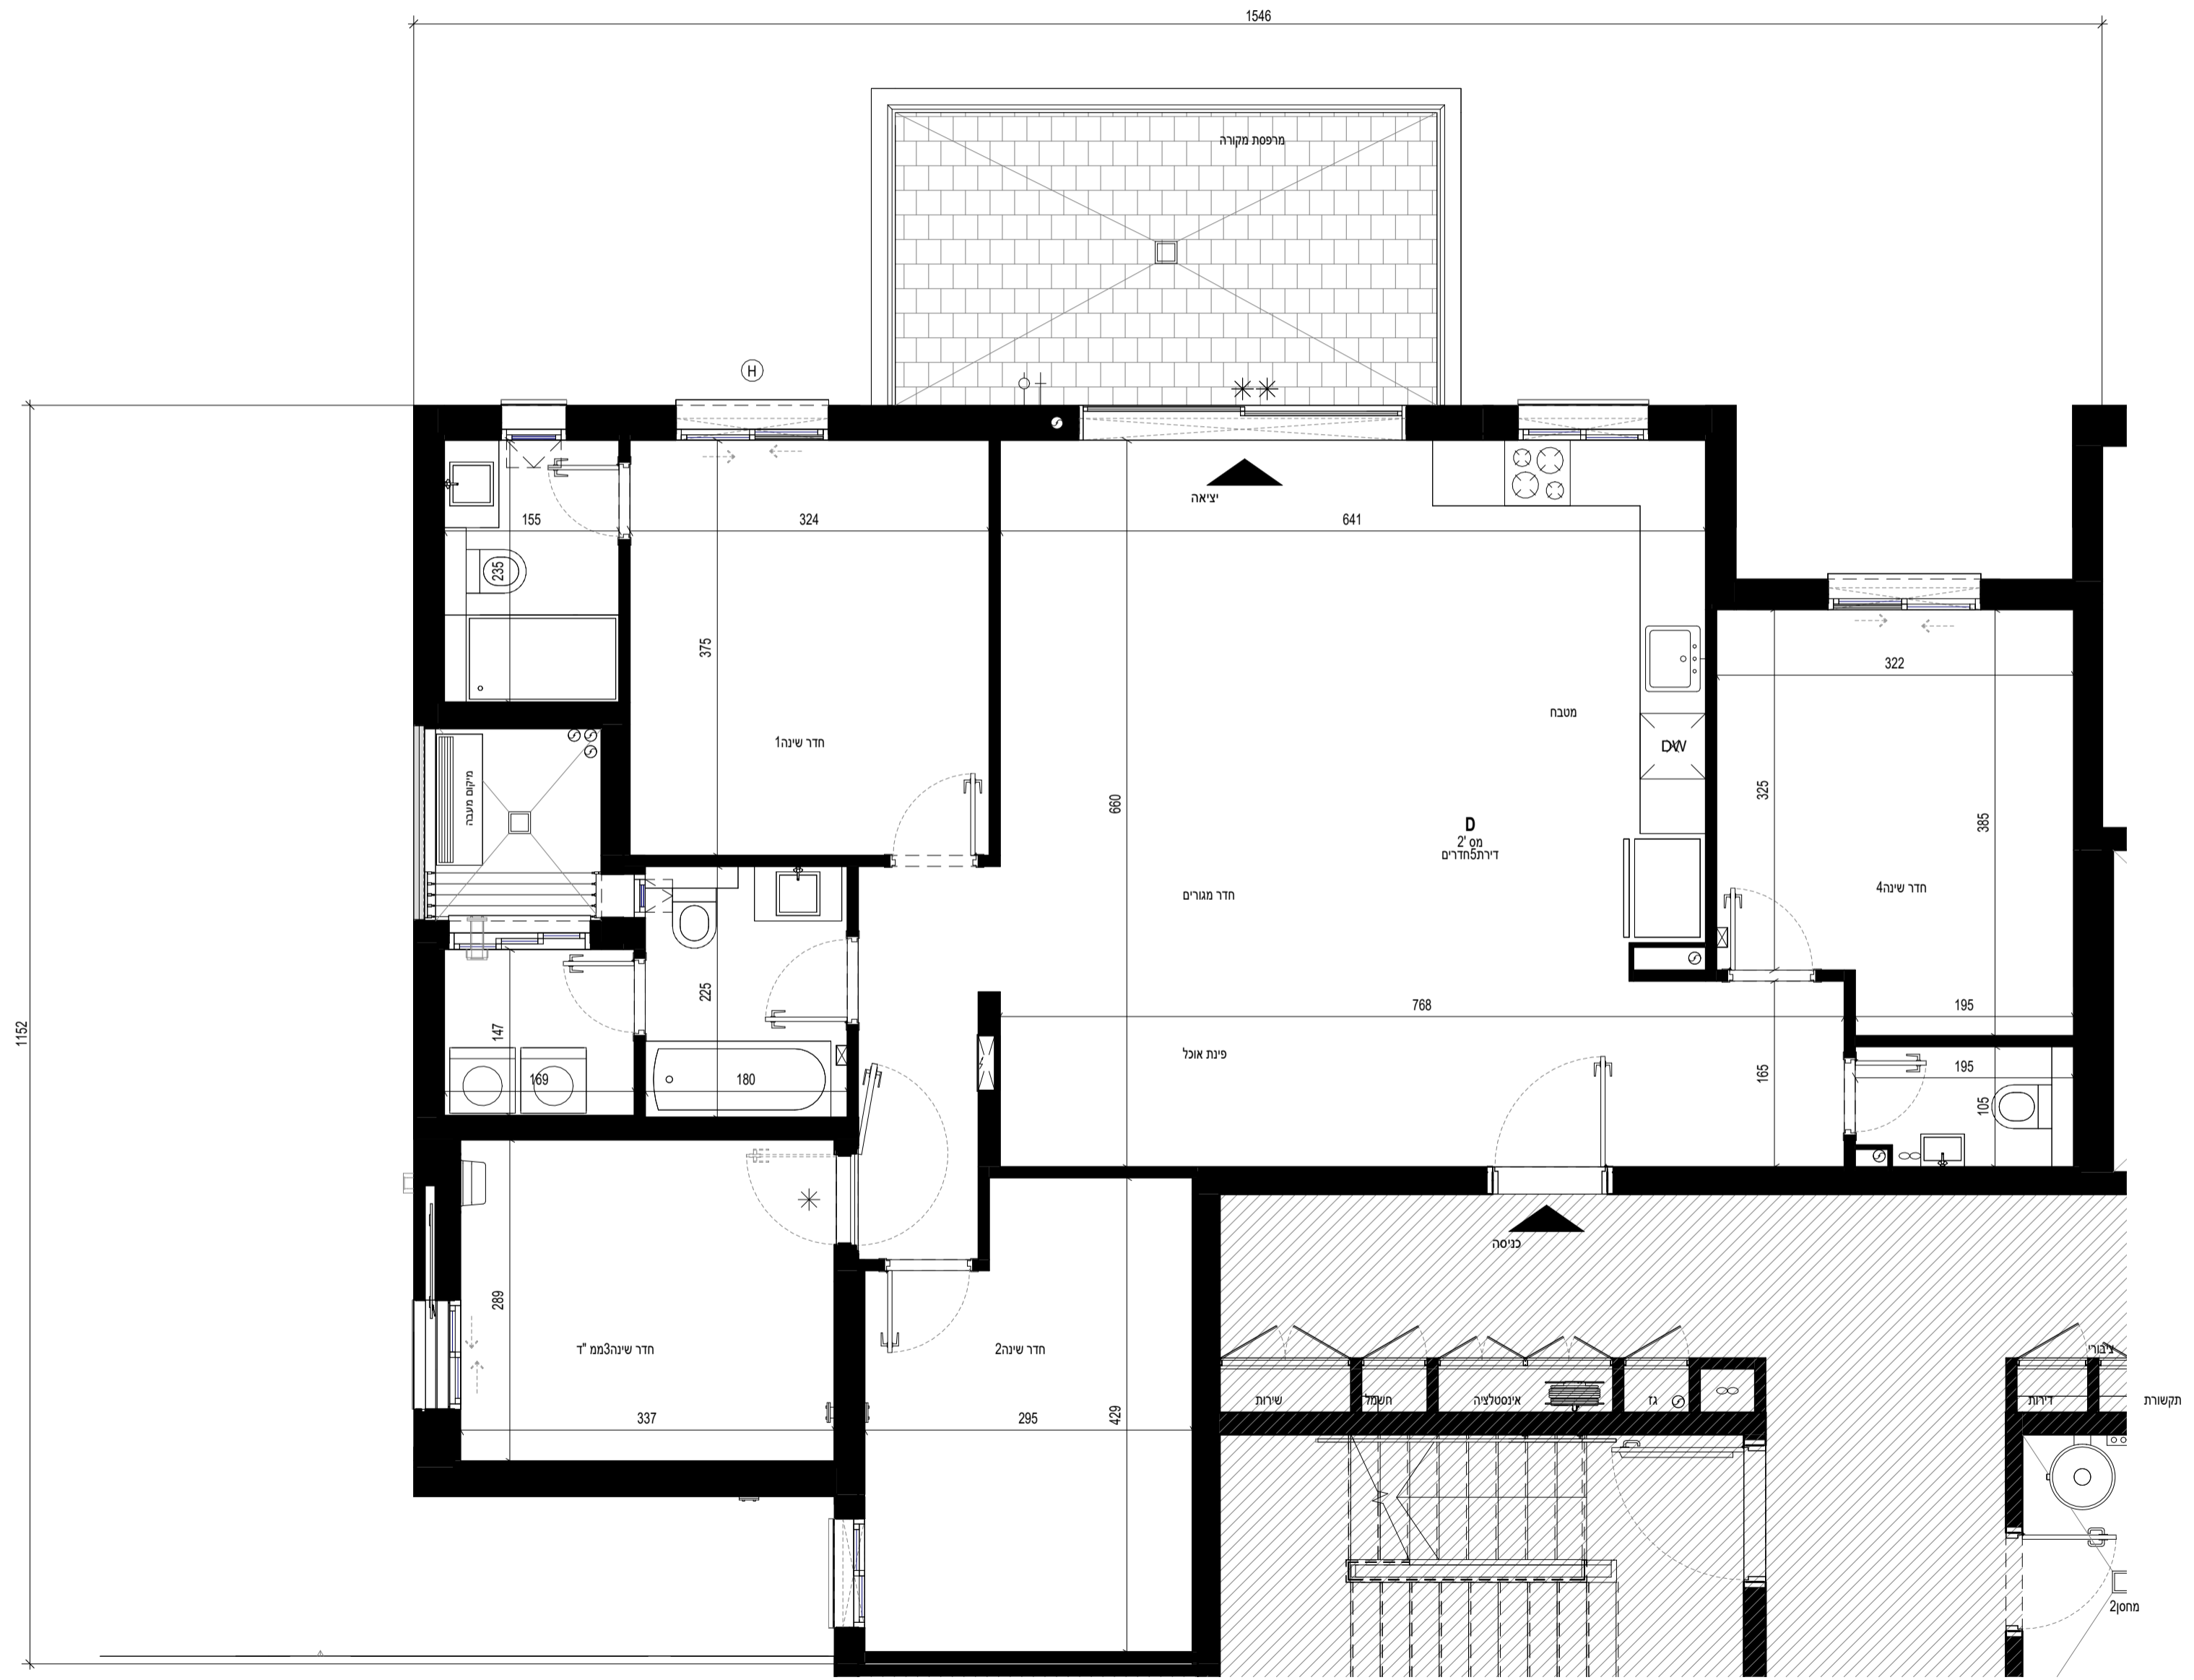 1546
מרפסת מקורה
H
יציאה
155
324
641
235
375
322
מטבח
חדר שינה1
DW
מיקום מעבה
660
325
385
D
מס '2
דירת5חדרים
חדר שינה4
חדר מגורים
225
768
195
1152
147
פינת אוכל
165
195
169
180
105
כניסה
289
חדר שינה3ממ "ד
חדר שינה2
ציבורי
שירות
חשמל
אינסטלציה
גז
דירות
תקשורת
337
295
429
מחסן2